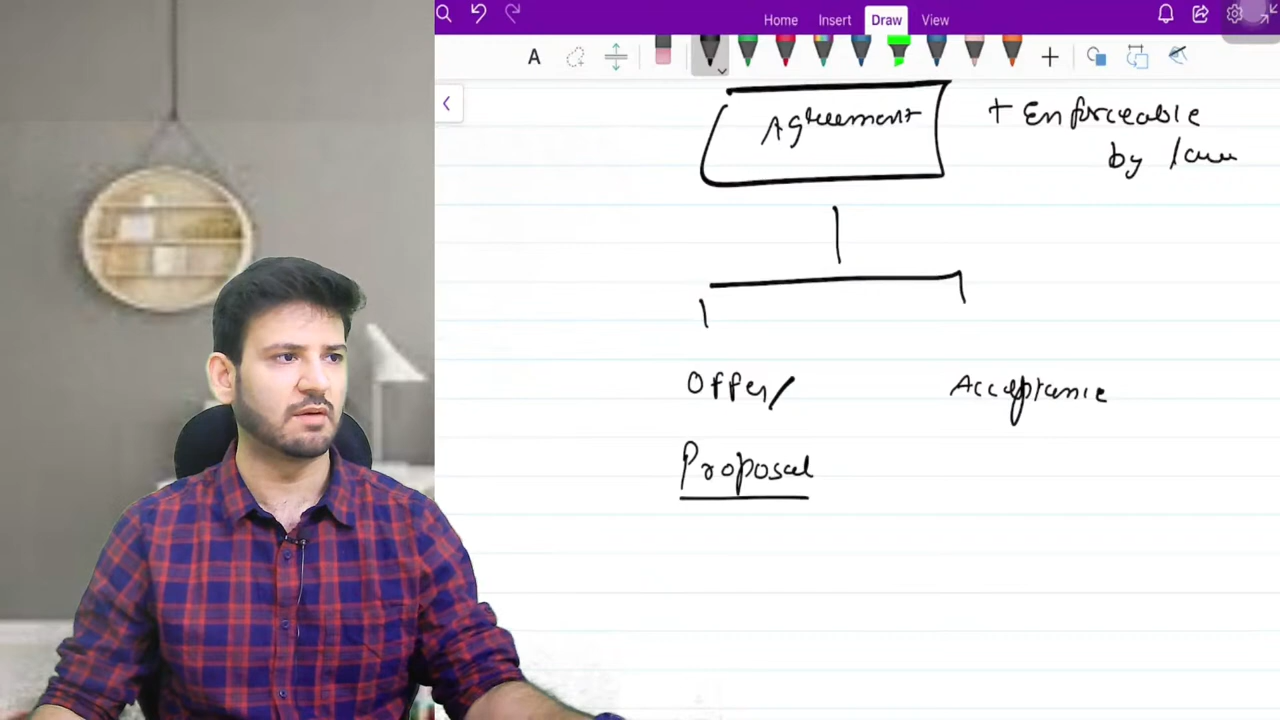 Home Insert Draw View
A
Agreement + Enforceable
by law
Offer/ Acceptance
Proposal